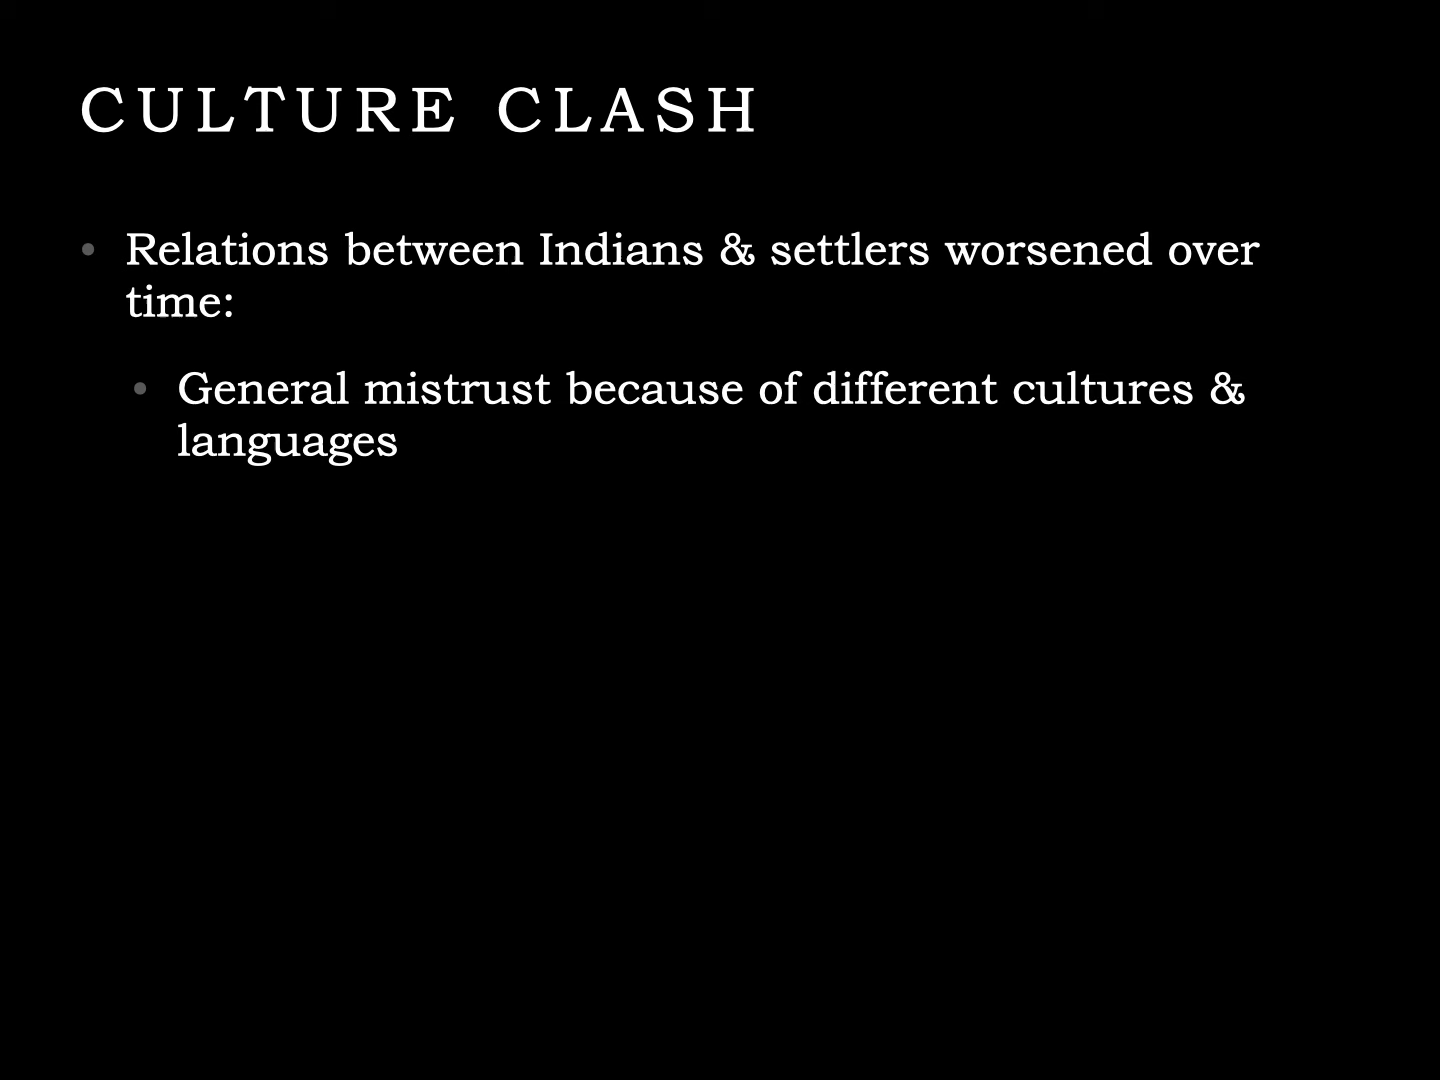 CULTURE CLASH
• Relations between Indians & settlers worsened over
time:
• General mistrust because of different cultures &
languages